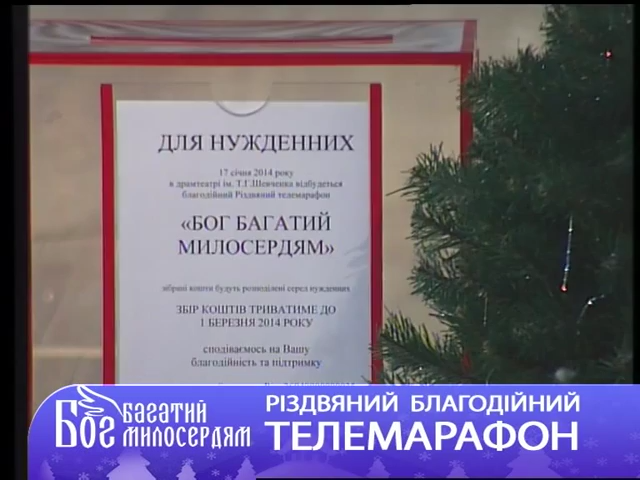 ДЛЯ НУЖДЕННИХ
17 січня 2014 року
в драмтеатрі ім. Т.Г.Шевченка відбудеться
благодійний Різдвяний телемарафон
«БОГ БАГАТИЙ
МИЛОСЕРДЯМ»
зібрані кошти будуть розподілені серед нужденних
ЗБІР КОШТІВ ТРИВАТИМЕ ДО
1 БЕРЕЗНЯ 2014 РОКУ
сподіваємось на Вашу
благодійність та підтримку
Бог БАГАТИЙ
МИЛОСЕРДЯМ
РІЗДВЯНИЙ БЛАГОДІЙНИЙ
ТЕЛЕМАРАФОН